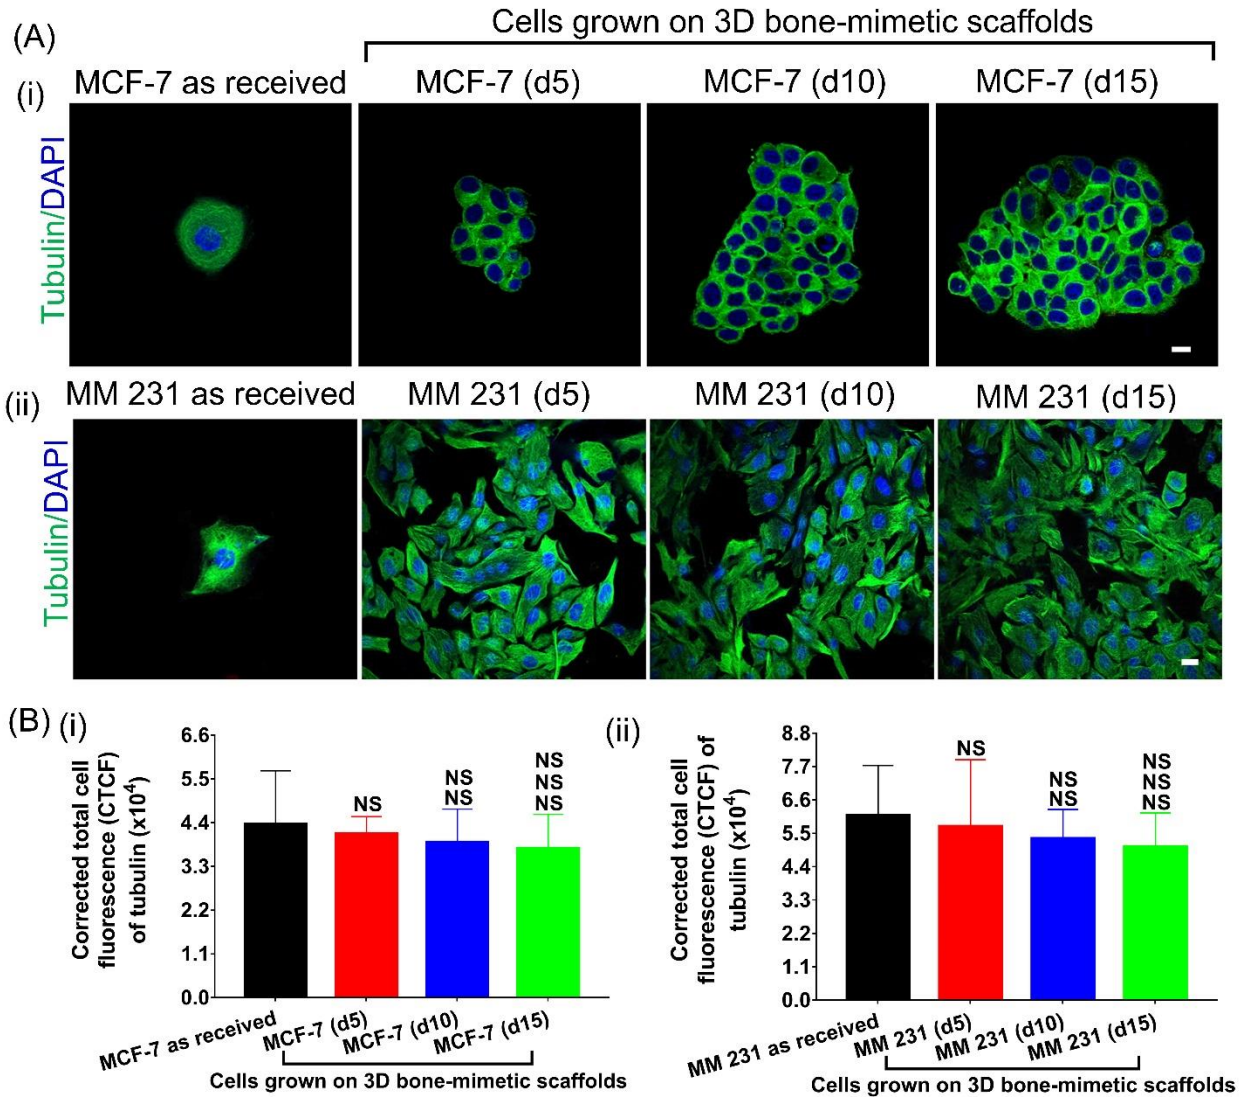 (A)
Cells grown on 3D bone-mimetic scaffolds
(i)
MCF-7 as received
MCF-7 (d5)
MCF-7 (d10)
MCF-7 (d15)
Tubulin/DAPI
(ii)
MM 231 as received
MM 231 (d5)
MM 231 (d10)
MM 231 (d15)
Tubulin/DAPI
(B)
(i)
Corrected total cell
fluorescence (CTCF)
of tubulin (x10⁴)
6.6
5.5
4.4
3.3
2.2
1.1
0.0
NS
NS
NS
NS
NS
NS
MCF-7 as received
MCF-7 (d5)
MCF-7 (d10)
MCF-7 (d15)
Cells grown on 3D bone-mimetic scaffolds
(ii)
Corrected total cell
fluorescence (CTCF) of
tubulin (x10⁴)
8.8
7.7
6.6
5.5
4.4
3.3
2.2
1.1
0.0
NS
NS
NS
NS
NS
NS
MM 231 as received
MM 231 (d5)
MM 231 (d10)
MM 231 (d15)
Cells grown on 3D bone-mimetic scaffolds